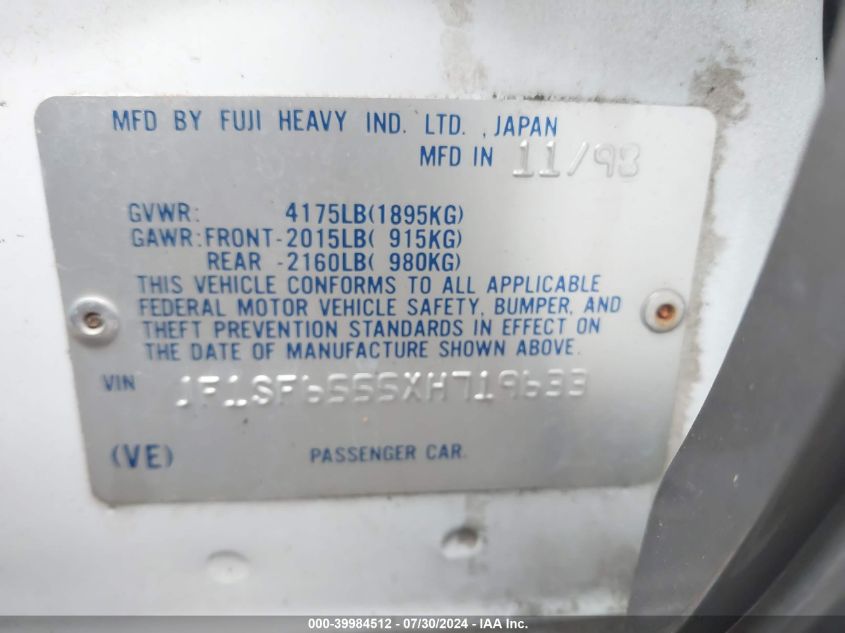 MFD BY FUJI HEAVY IND. LTD. , JAPAN
MFD IN 11/98
GVWR: 4175LB(1895KG)
GAWR:FRONT-2015LB( 915KG)
REAR -2160LB( 980KG)
THIS VEHICLE CONFORMS TO ALL APPLICABLE
FEDERAL MOTOR VEHICLE SAFETY, BUMPER, AND
THEFT PREVENTION STANDARDS IN EFFECT ON
THE DATE OF MANUFACTURE SHOWN ABOVE.
VIN JF1SF6555XH719633
(VE) PASSENGER CAR.
000-39984512 - 07/30/2024 - IAA Inc.